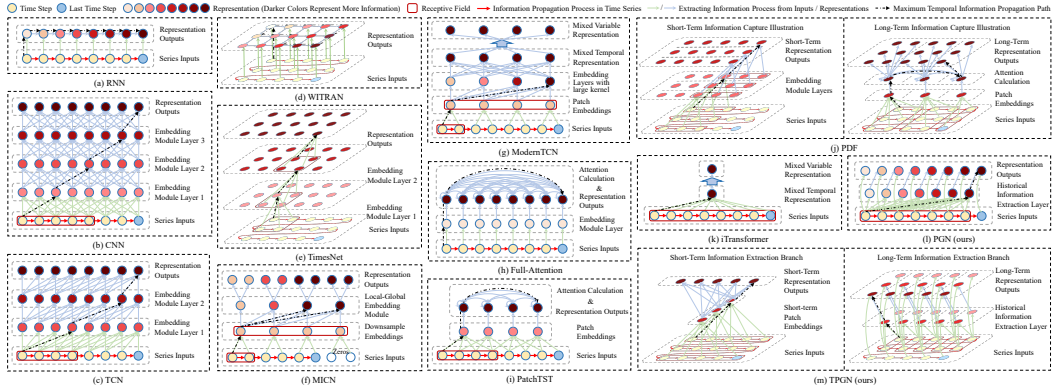 Time Step
Last Time Step
Representation (Darker Colors Represent More Information)
Receptive Field
Information Propagation Process in Time Series
/ Extracting Information Process from Inputs / Representations
Maximum Temporal Information Propagation Path
Representation
Outputs
Series Inputs
(a) RNN
Representation
Outputs
Embedding
Module Layer 3
Embedding
Module Layer 2
Embedding
Module Layer 1
Series Inputs
(b) CNN
Representation
Outputs
Embedding
Module Layer 2
Embedding
Module Layer 1
Series Inputs
(c) TCN
Representation
Outputs
Series Inputs
(d) WITRAN
Representation
Outputs
Embedding
Module Layer 2
Embedding
Module Layer 1
Series Inputs
(e) TimesNet
Representation
Outputs
Local-Global
Embedding
Module
Downsample
Embeddings
Zeros
Series Inputs
(f) MICN
Mixed Variable
Representation
Mixed Temporal
Representation
Embedding
Layers with
large kernel
Patch
Embeddings
Series Inputs
(g) ModernTCN
Attention
Calculation
&
Representation
Outputs
Embedding
Module Layer
Series Inputs
(h) Full-Attention
Attention Calculation
&
Representation Outputs
Patch
Embeddings
Series Inputs
(i) PatchTST
Short-Term Information Capture Illustration
Short-Term
Representation
Outputs
Embedding
Module Layers
Series Inputs
Long-Term Information Capture Illustration
Long-Term
Representation
Outputs
Attention
Calculation
Patch
Embeddings
Series Inputs
(j) PDF
Mixed Variable
Representation
Mixed Temporal
Representation
Series Inputs
(k) iTransformer
Representation
Outputs
Historical
Information
Extraction Layer
Series Inputs
(l) PGN (ours)
Short-Term Information Extraction Branch
Short-Term
Representation
Outputs
Short-term
Patch
Embeddings
Series Inputs
Long-Term Information Extraction Branch
Long-Term
Representation
Outputs
Historical
Information
Extraction Layer
Series Inputs
(m) TPGN (ours)